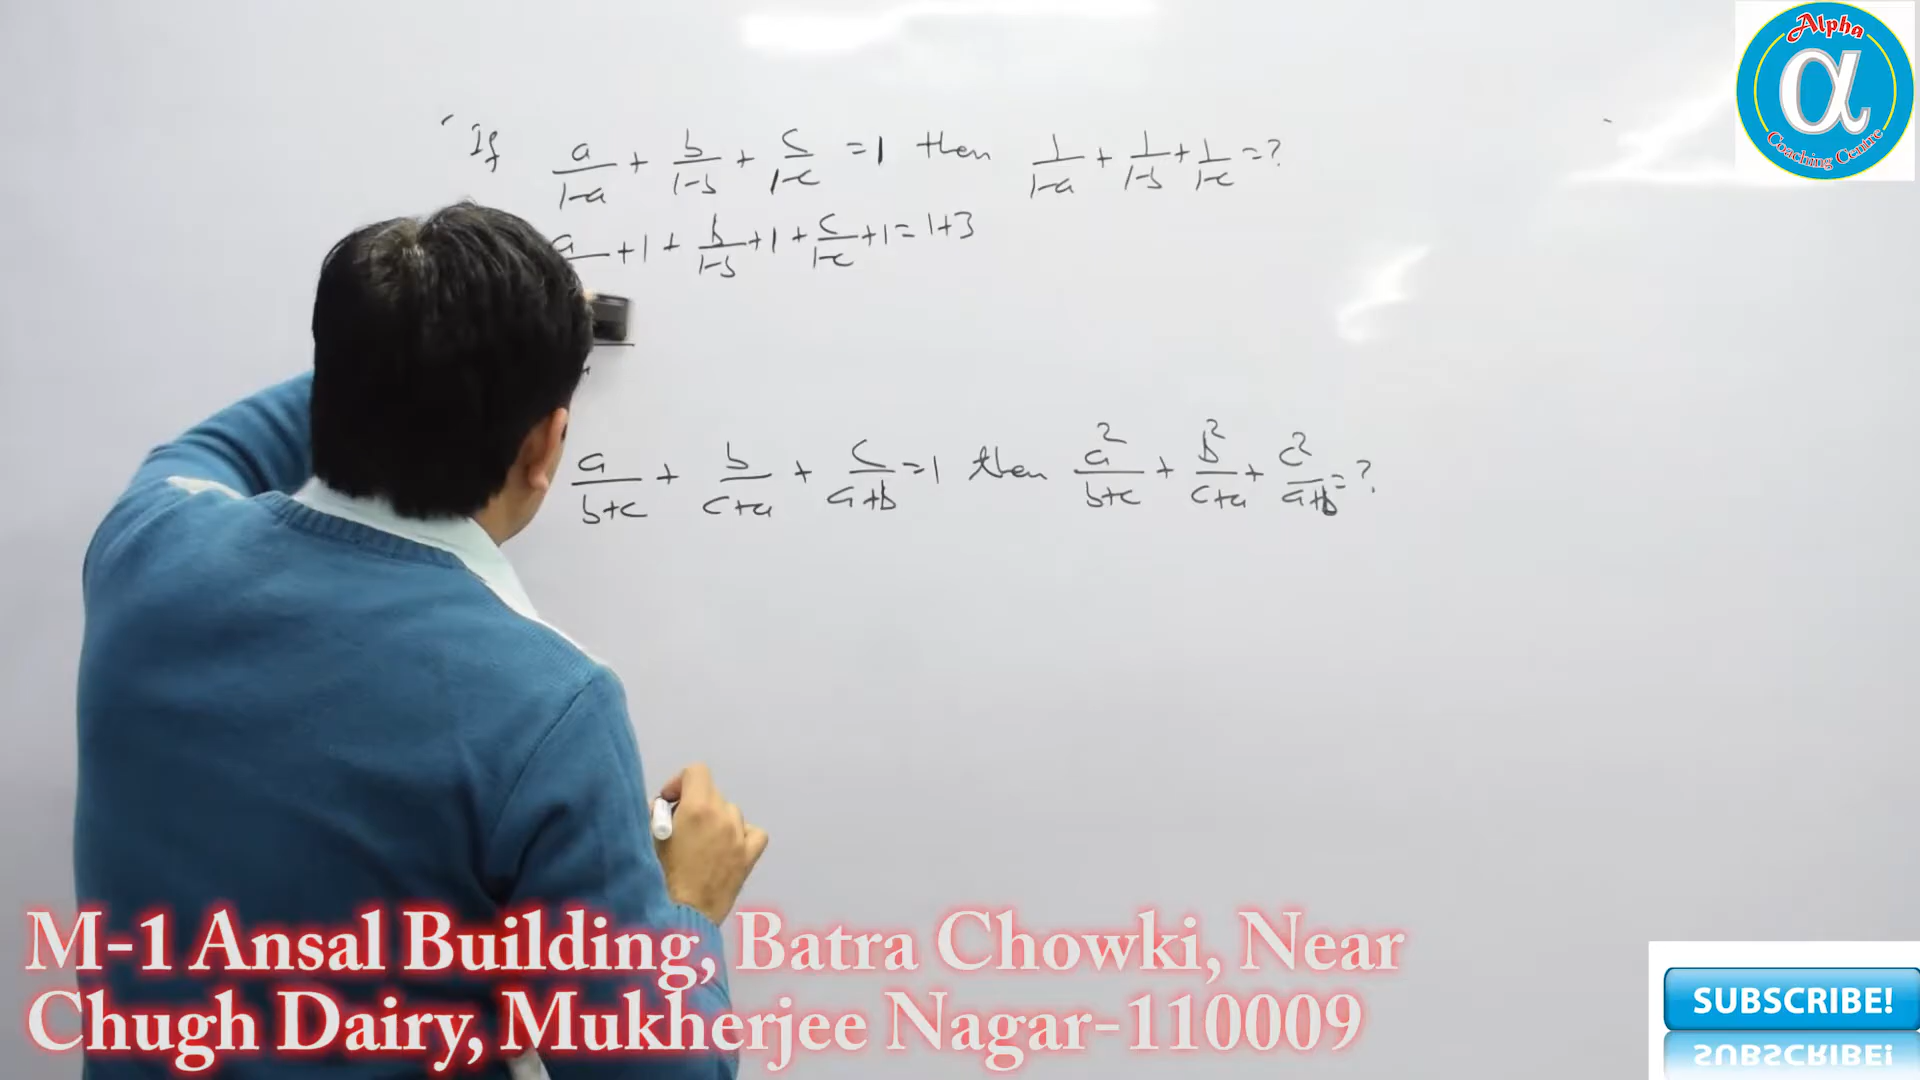 Alpha
α
Coaching Centre
If a/(1-a) + b/(1-b) + c/(1-c) = 1 then 1/(1-a) + 1/(1-b) + 1/(1-c) = ?
a +1 + b/(1-b) +1 + c/(1-c) +1 = 1+3
a/(b+c) + b/(c+a) + c/(a+b) = 1 then a²/(b+c) + b²/(c+a) + c²/(a+b) = ?
M-1 Ansal Building, Batra Chowki, Near
Chugh Dairy, Mukherjee Nagar-110009
SUBSCRIBE!